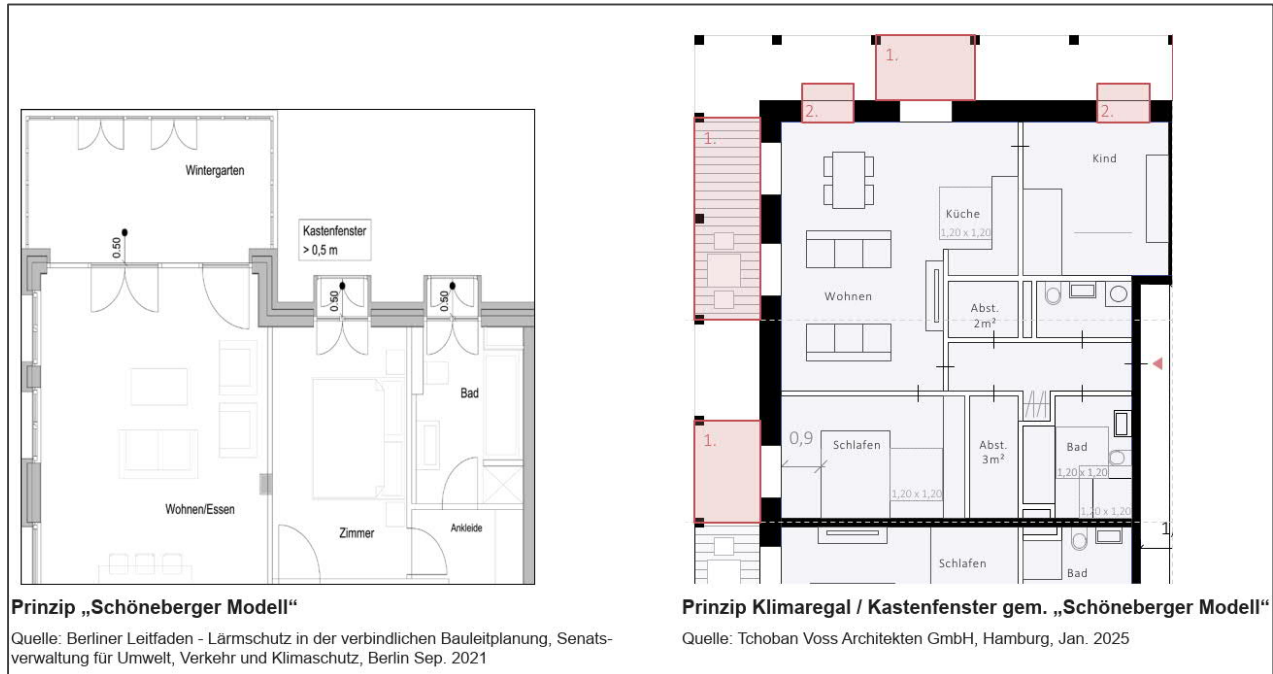 Wintergarten
0.50
Kastenfenster
> 0,5 m
0.50
0.50
Bad
Wohnen/Essen
Zimmer
Ankleide
Prinzip „Schöneberger Modell“
Quelle: Berliner Leitfaden - Lärmschutz in der verbindlichen Bauleitplanung, Senats-
verwaltung für Umwelt, Verkehr und Klimaschutz, Berlin Sep. 2021
1.
2.
2.
1.
Kind
Küche
1,20 x 1,20
Wohnen
Abst.
2m²
1.
0,9
Schlafen
1,20 x 1,20
Abst.
3m²
Bad
1,20 x 1,20
1,20 x 1,20
Schlafen
Bad
Prinzip Klimaregal / Kastenfenster gem. „Schöneberger Modell“
Quelle: Tchoban Voss Architekten GmbH, Hamburg, Jan. 2025